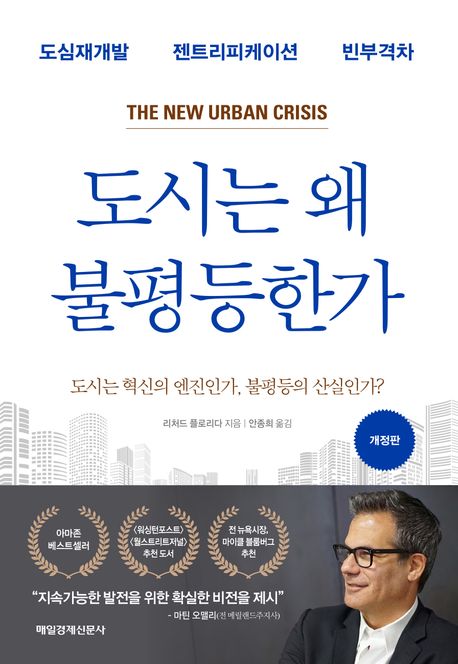 도심재개발 젠트리피케이션 빈부격차
THE NEW URBAN CRISIS
도시는 왜
불평등한가
도시는 혁신의 엔진인가, 불평등의 산실인가?
리처드 플로리다 지음 | 안종희 옮김
개정판
아마존
베스트셀러
〈워싱턴포스트〉
〈월스트리트저널〉
추천 도서
전 뉴욕시장,
마이클 블룸버그
추천
“지속가능한 발전을 위한 확실한 비전을 제시”
- 마틴 오맬리(전 메릴랜드주지사)
매일경제신문사